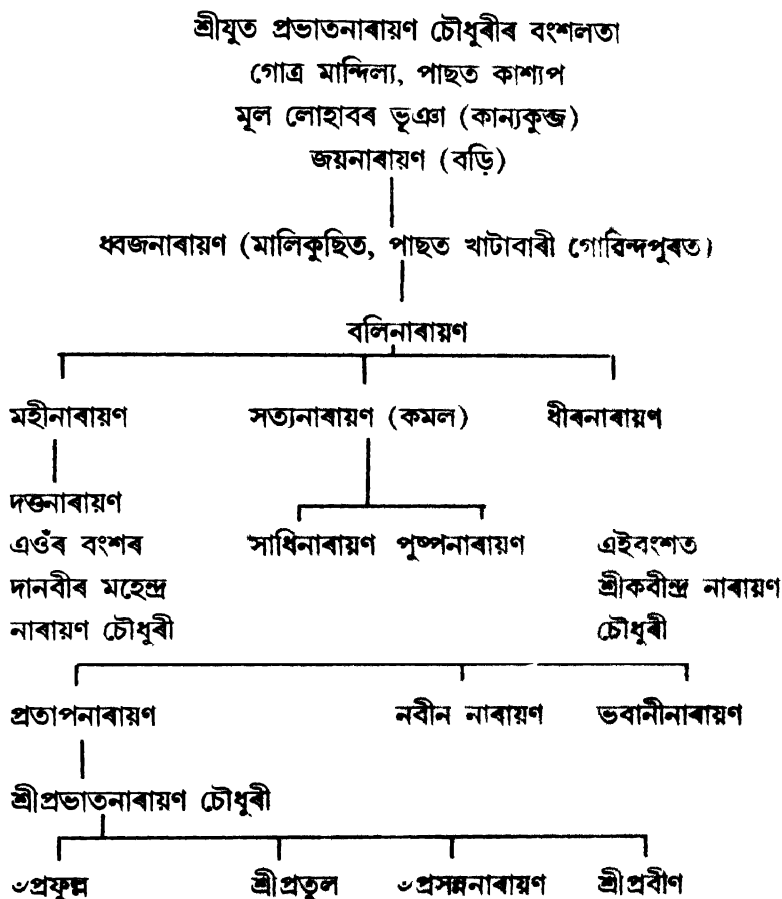 শ্ৰীযুত প্ৰভাতনাৰায়ণ চৌধুৰীৰ বংশলতা
গোত্ৰ মান্দিল্য, পাছত কাশ্যপ
মূল লোহাবৰ ভূঞা (কান্যকুব্জ)
জয়নাৰায়ণ (বড়ি)
ধ্বজনাৰায়ণ (মালিকুছিত, পাছত খাটাবাৰী গোৱিন্দপুৰত)
বলিনাৰায়ণ
মহীনাৰায়ণ সত্যনাৰায়ণ (কমল) ধীৰনাৰায়ণ
দত্তনাৰায়ণ
এওঁৰ বংশৰ সাধিনাৰায়ণ পুষ্পনাৰায়ণ এইবংশত
দানবীৰ মহেন্দ্ৰ শ্ৰীকবীন্দ্ৰ নাৰায়ণ
নাৰায়ণ চৌধুৰী চৌধুৰী
প্ৰতাপনাৰায়ণ নবীন নাৰায়ণ ভবানীনাৰায়ণ
শ্ৰীপ্ৰভাতনাৰায়ণ চৌধুৰী
ঁপ্ৰফুল্ল শ্ৰীপ্ৰতুল ঁপ্ৰসন্ননাৰায়ণ শ্ৰীপ্ৰবীণ